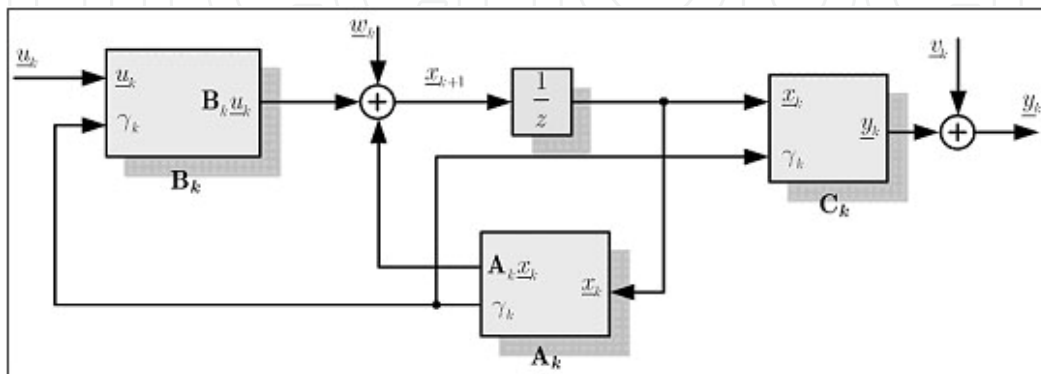 u_k
u_k
γ_k
B_k u_k
B_k
w_k
x_{k+1}
1
z
x_k
γ_k
y_k
C_k
v_k
y_k
A_k x_k
γ_k
x_k
A_k